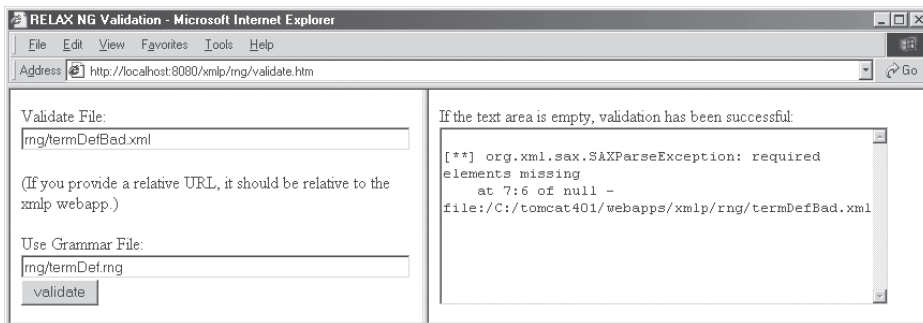 RELAX NG Validation - Microsoft Internet Explorer
File Edit View Favorites Tools Help
Address http://localhost:8080/xmlp/rng/validate.htm Go
Validate File:
rng/termDefBad.xml
(If you provide a relative URL, it should be relative to the
xmlp webapp.)
Use Grammar File:
rng/termDef.rng
validate
If the text area is empty, validation has been successful:
[**] org.xml.sax.SAXParseException: required
elements missing
at 7:6 of null -
file:/C:/tomcat401/webapps/xmlp/rng/termDefBad.xml